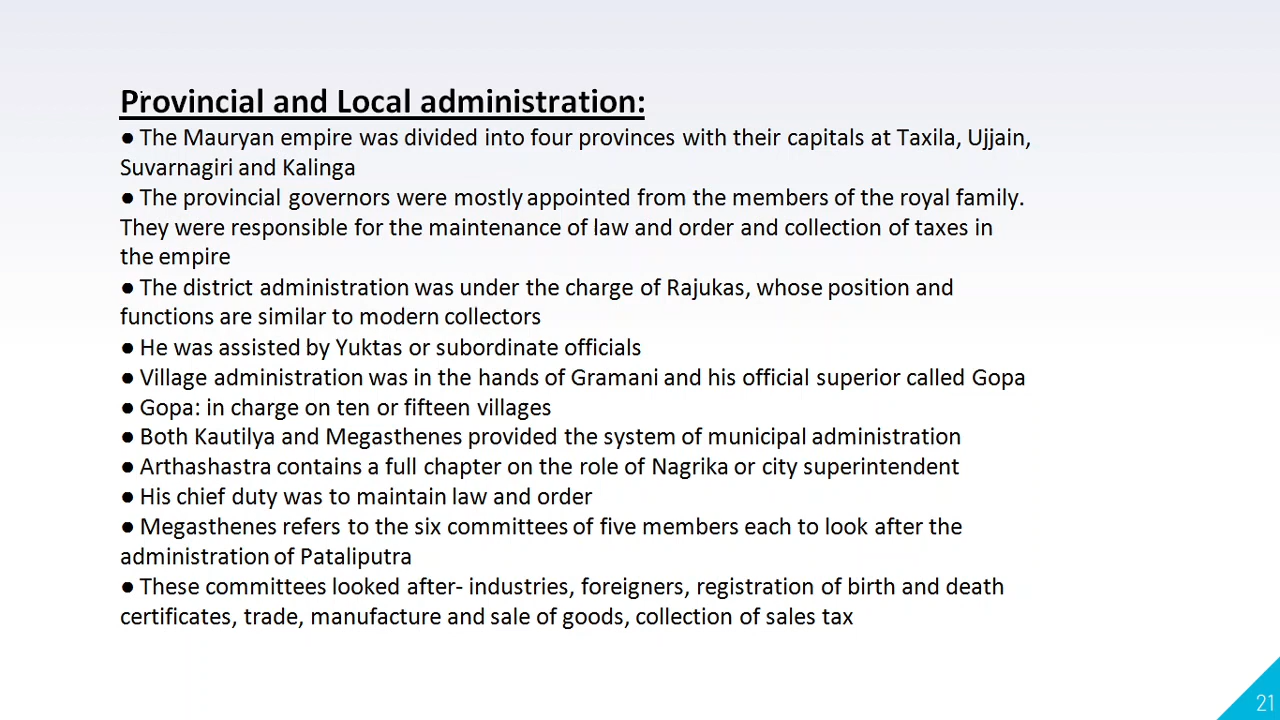 Provincial and Local administration:
● The Mauryan empire was divided into four provinces with their capitals at Taxila, Ujjain,
Suvarnagiri and Kalinga
● The provincial governors were mostly appointed from the members of the royal family.
They were responsible for the maintenance of law and order and collection of taxes in
the empire
● The district administration was under the charge of Rajukas, whose position and
functions are similar to modern collectors
● He was assisted by Yuktas or subordinate officials
● Village administration was in the hands of Gramani and his official superior called Gopa
● Gopa: in charge on ten or fifteen villages
● Both Kautilya and Megasthenes provided the system of municipal administration
● Arthashastra contains a full chapter on the role of Nagrika or city superintendent
● His chief duty was to maintain law and order
● Megasthenes refers to the six committees of five members each to look after the
administration of Pataliputra
● These committees looked after- industries, foreigners, registration of birth and death
certificates, trade, manufacture and sale of goods, collection of sales tax
21